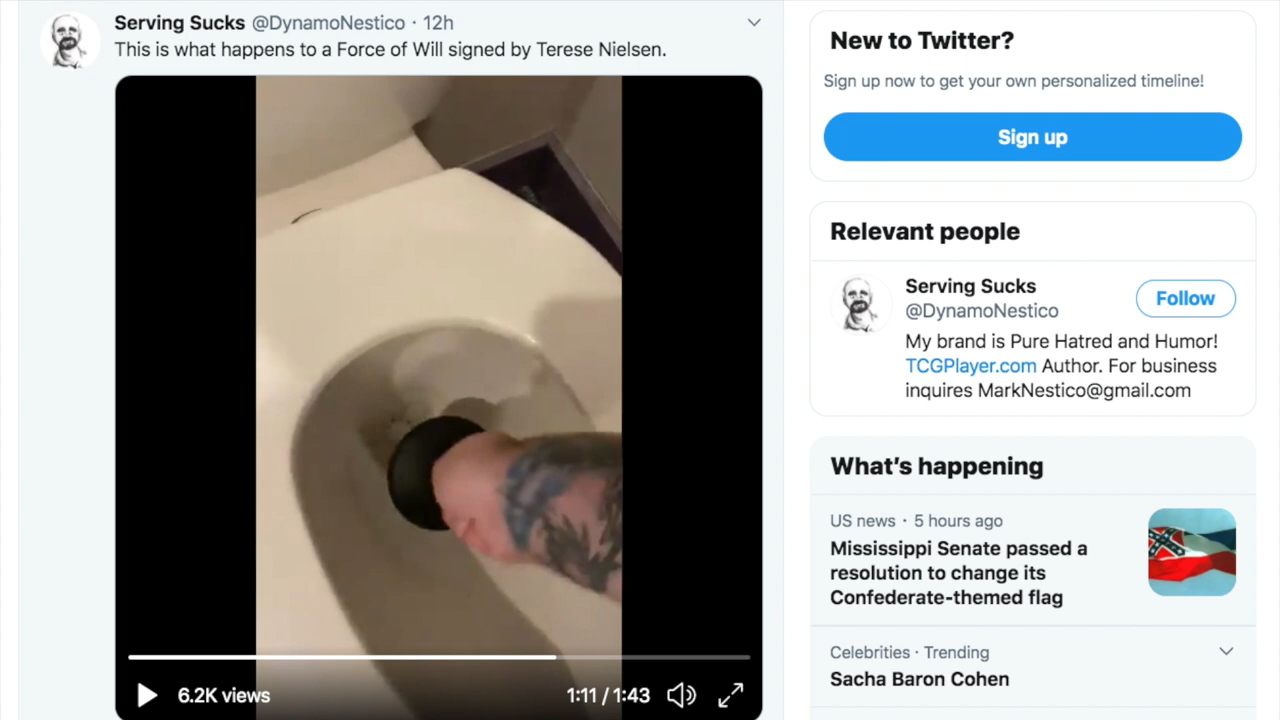 Serving Sucks @DynamoNestico · 12h
This is what happens to a Force of Will signed by Terese Nielsen.
6.2K views
1:11 / 1:43
New to Twitter?
Sign up now to get your own personalized timeline!
Sign up
Relevant people
Serving Sucks
@DynamoNestico
Follow
My brand is Pure Hatred and Humor!
TCGPlayer.com Author. For business
inquires MarkNestico@gmail.com
What's happening
US news · 5 hours ago
Mississippi Senate passed a
resolution to change its
Confederate-themed flag
Celebrities · Trending
Sacha Baron Cohen